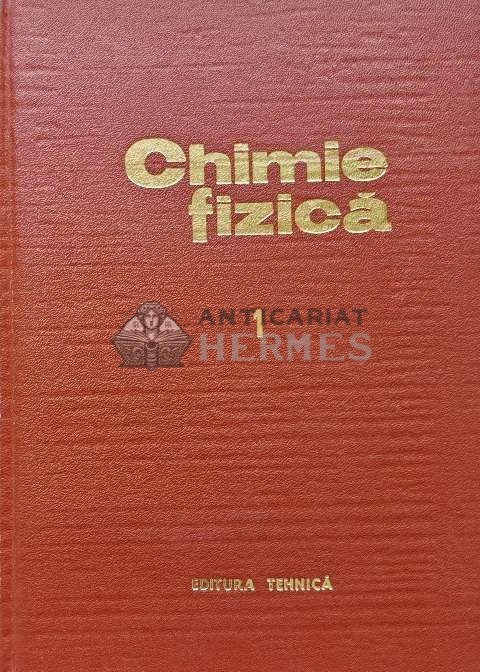 Chimie
fizică
1
ANTICARIAT
HERMES
EDITURA TEHNICĂ